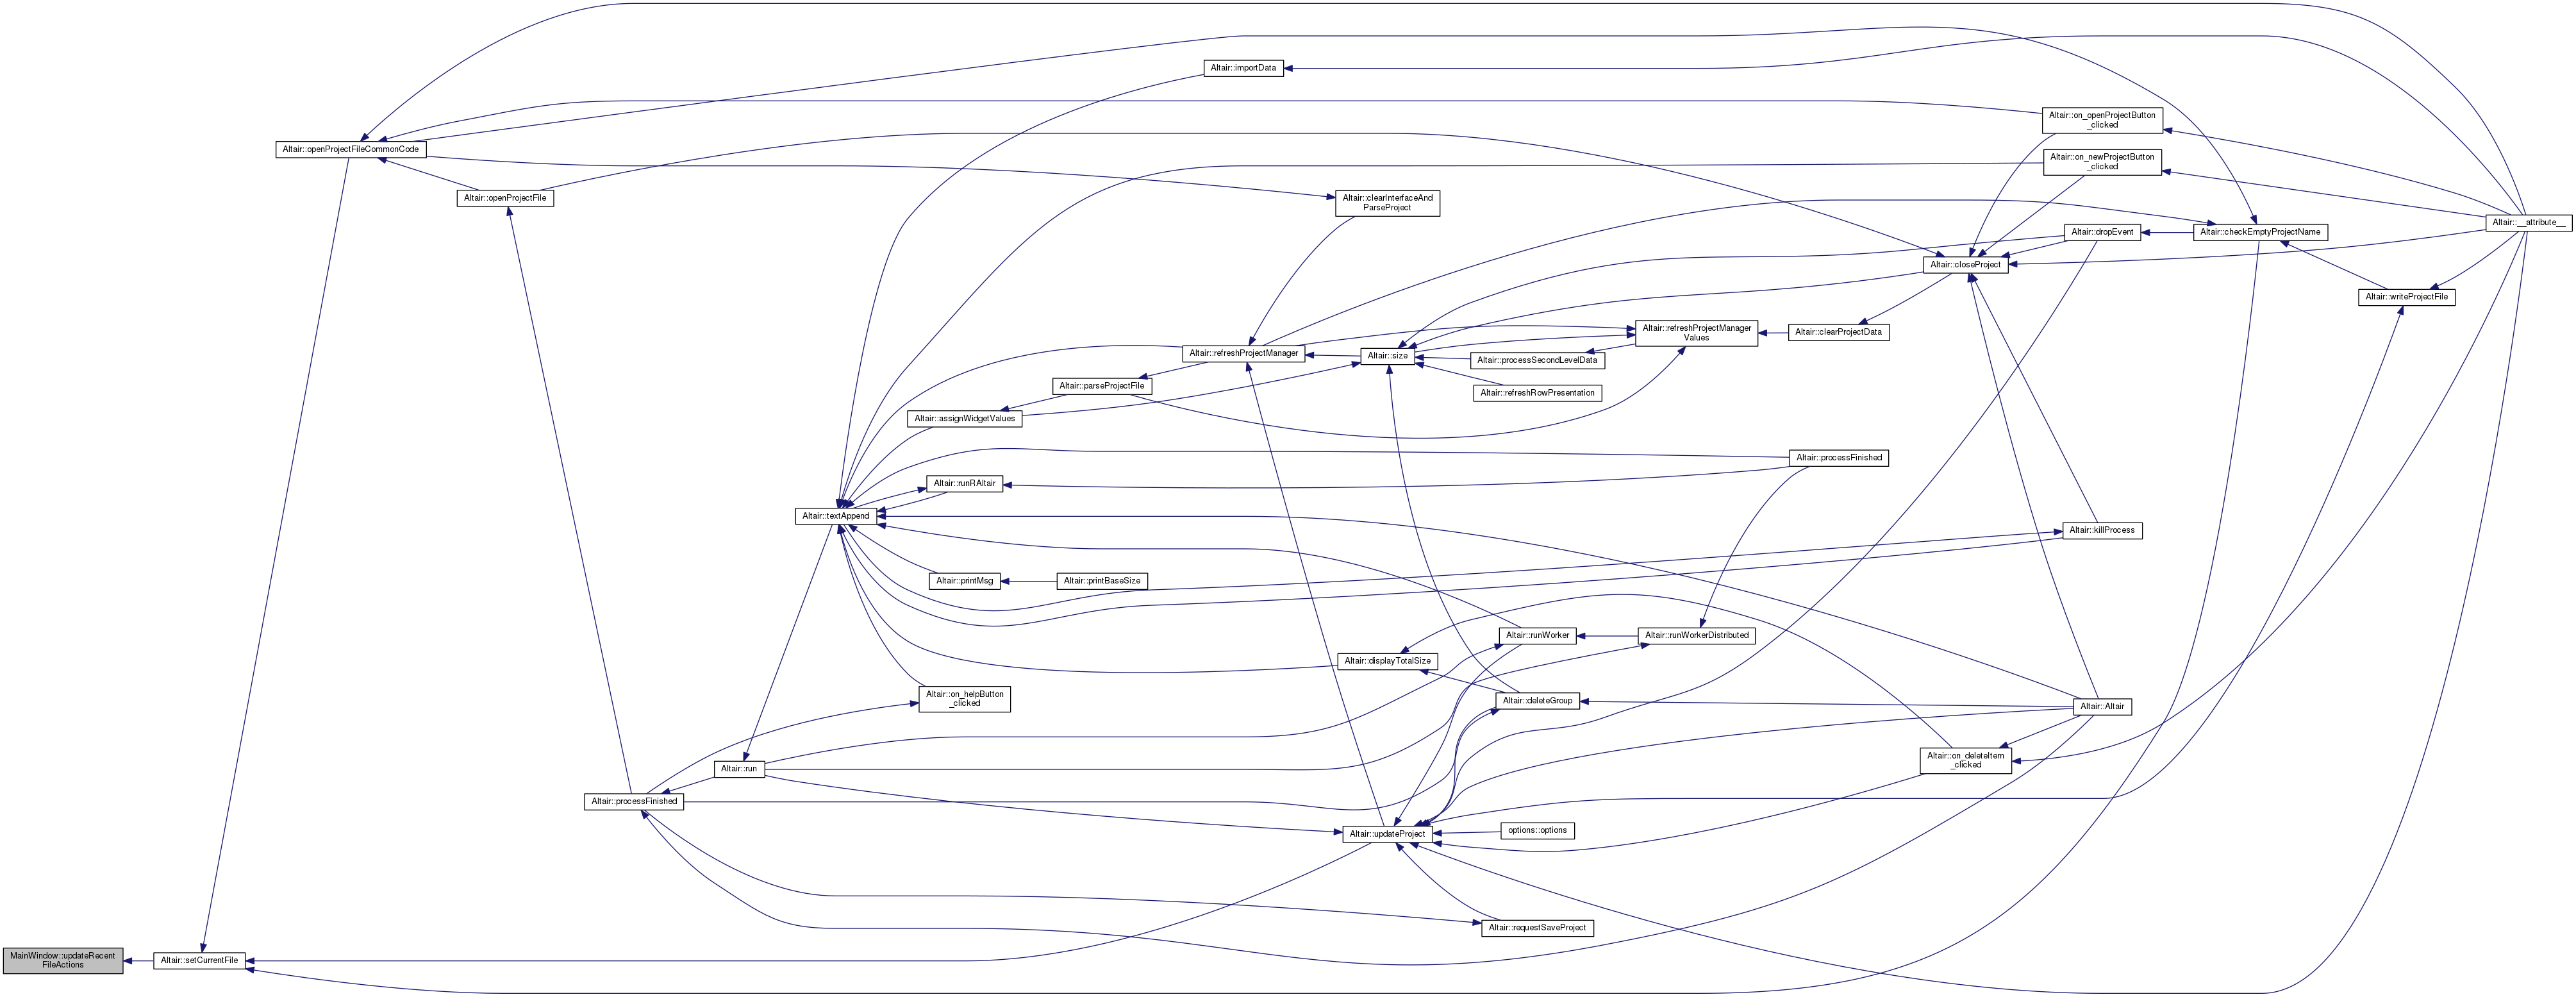 Altair::importData
Altair::on_openProjectButton
_clicked
Altair::openProjectFileCommonCode
Altair::on_newProjectButton
_clicked
Altair::openProjectFile
Altair::clearInterfaceAnd
ParseProject
Altair::__attribute__
Altair::dropEvent
Altair::checkEmptyProjectName
Altair::closeProject
Altair::writeProjectFile
Altair::refreshProjectManager
Values
Altair::clearProjectData
Altair::refreshProjectManager
Altair::size
Altair::processSecondLevelData
Altair::parseProjectFile
Altair::refreshRowPresentation
Altair::assignWidgetValues
Altair::processFinished
Altair::runRAltair
Altair::textAppend
Altair::killProcess
Altair::printMsg
Altair::printBaseSize
Altair::runWorker
Altair::runWorkerDistributed
Altair::displayTotalSize
Altair::on_helpButton
_clicked
Altair::deleteGroup
Altair::Altair
Altair::on_deleteItem
_clicked
Altair::run
Altair::processFinished
Altair::updateProject
options::options
Altair::requestSaveProject
MainWindow::updateRecent
FileActions
Altair::setCurrentFile